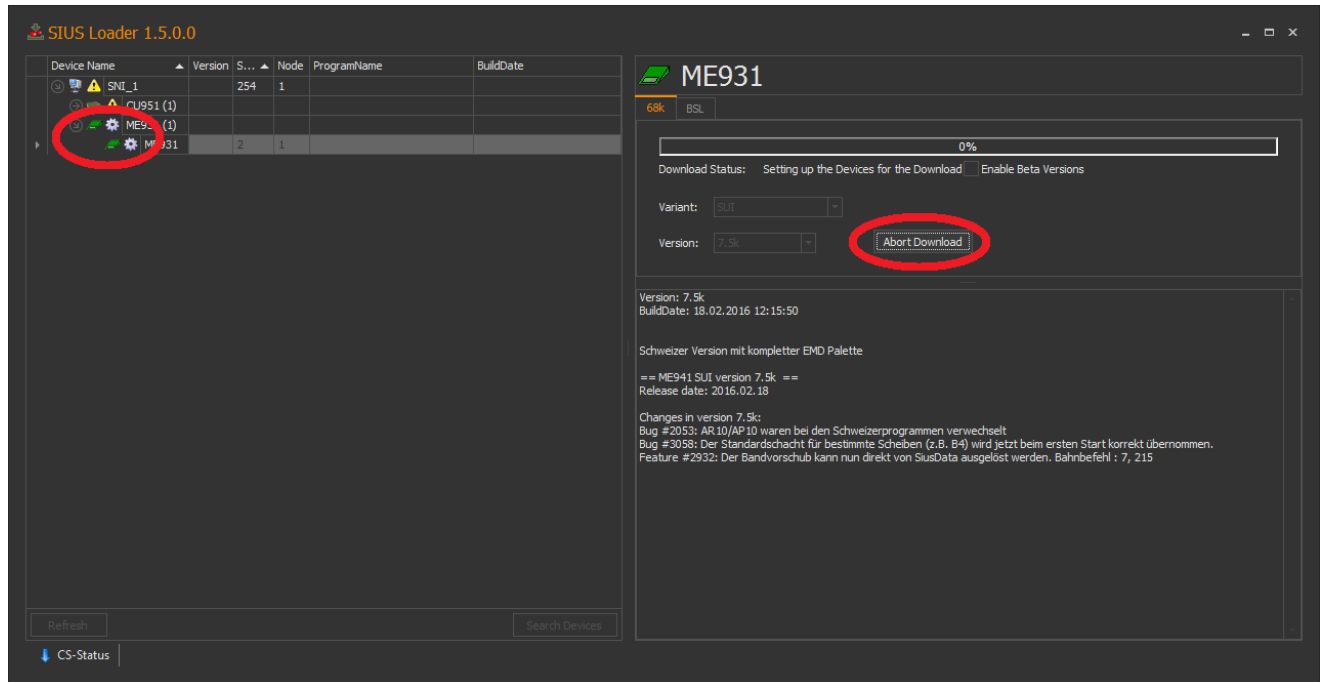 SIUS Loader 1.5.0.0
Device Name Version S... Node ProgramName BuildDate
SNI_1 254 1
CU951 (1)
ME931 (1)
ME931 2 1
Refresh Search Devices
CS-Status
ME931
68k BSL
0%
Download Status: Setting up the Devices for the Download Enable Beta Versions
Variant: SUI
Version: 7.5k Abort Download
Version: 7.5k
BuildDate: 18.02.2016 12:15:50
Schweizer Version mit kompletter EMD Palette
== ME941 SUI version 7.5k ==
Release date: 2016.02.18
Changes in version 7.5k:
Bug #2053: AR10/AP10 waren bei den Schweizerprogrammen verwechselt
Bug #3058: Der Standardschacht für bestimmte Scheiben (z.B. B4) wird jetzt beim ersten Start korrekt übernommen.
Feature #2932: Der Bandvorschub kann nun direkt von SiusData ausgelöst werden. Bahnbefehl : 7, 215